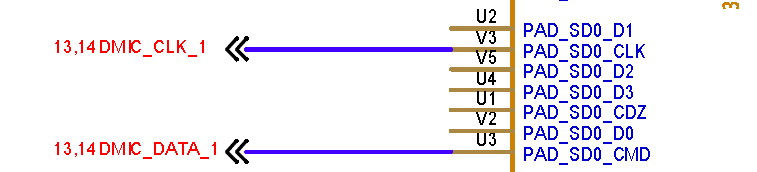 U2
PAD_SD0_D1
13,14 DMIC_CLK_1
V3
PAD_SD0_CLK
V5
PAD_SD0_D2
U4
PAD_SD0_D3
U1
PAD_SD0_CDZ
V2
PAD_SD0_D0
13,14 DMIC_DATA_1
U3
PAD_SD0_CMD